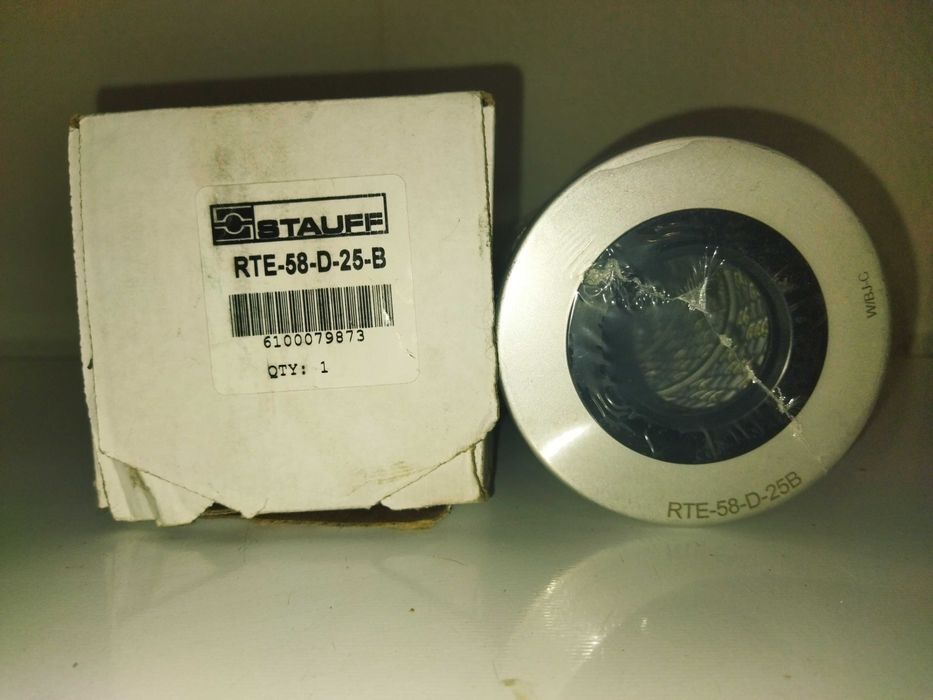 STAUFF
RTE-58-D-25-B
6100079873
QTY: 1
WBJ-C
RTE-58-D-25B